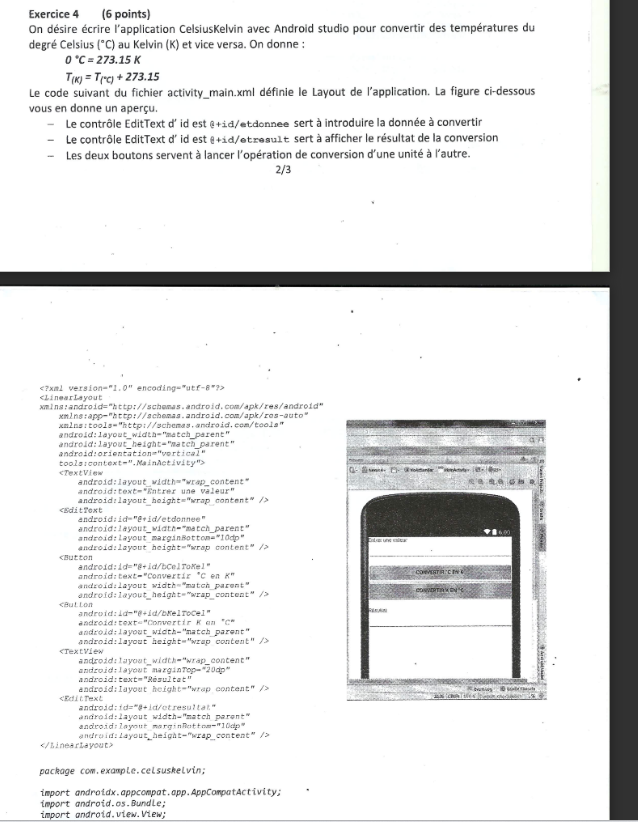 Exercice 4 (6 points)
On désire écrire l'application CelsiusKelvin avec Android studio pour convertir des températures du
degré Celsius (°C) au Kelvin (K) et vice versa. On donne :
0 °C = 273.15 K
T(K) = T(°C) + 273.15
Le code suivant du fichier activity_main.xml définie le Layout de l'application. La figure ci-dessous
vous en donne un aperçu.
– Le contrôle EditText d' id est @+id/etdonnee sert à introduire la donnée à convertir
– Le contrôle EditText d' id est @+id/etresult sert à afficher le résultat de la conversion
– Les deux boutons servent à lancer l'opération de conversion d'une unité à l'autre.
2/3
<?xml version="1.0" encoding="utf-8"?>
<LinearLayout
xmlns:android="http://schemas.android.com/apk/res/android"
xmlns:app="http://schemas.android.com/apk/res-auto"
xmlns:tools="http://schemas.android.com/tools"
android:layout_width="match_parent"
android:layout_height="match_parent"
android:orientation="vertical"
tools:context=".MainActivity">
<TextView
android:layout_width="wrap_content"
android:text="Entrer une valeur"
android:layout_height="wrap_content" />
<EditText
android:id="@+id/etdonnee"
android:layout_width="match_parent"
android:layout_marginBottom="10dp"
android:layout_height="wrap_content" />
<Button
android:id="@+id/bCelToKel"
android:text="Convertir °C en K"
android:layout_width="match_parent"
android:layout_height="wrap_content" />
<Button
android:id="@+id/bKelToCel"
android:text="Convertir K en °C"
android:layout_width="match_parent"
android:layout_height="wrap_content" />
<TextView
android:layout_width="wrap_content"
android:layout_marginTop="20dp"
android:text="Résultat"
android:layout_height="wrap_content" />
<EditText
android:id="@+id/etresultat"
android:layout_width="match_parent"
android:layout_marginBottom="10dp"
android:layout_height="wrap_content" />
</LinearLayout>
6:00
Entrer une valeur
CONVERTIR °C EN K
CONVERTIR K EN °C
Résultat
package com.example.celsuskelvin;
import androidx.appcompat.app.AppCompatActivity;
import android.os.Bundle;
import android.view.View;